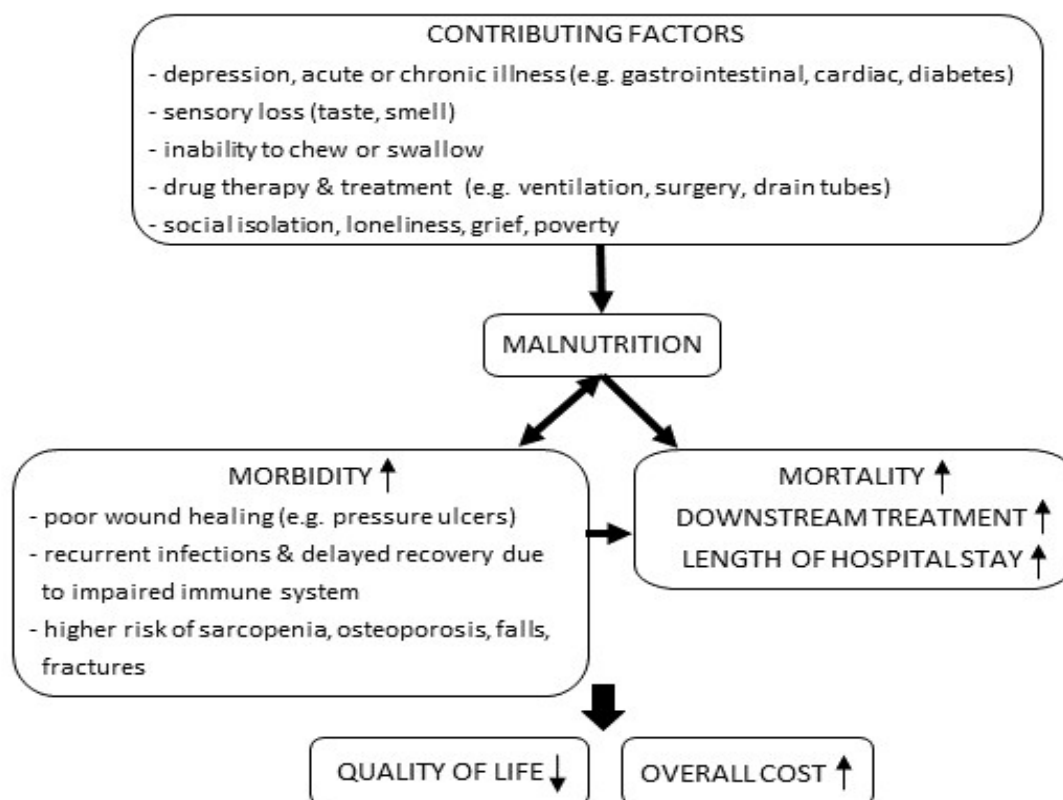 CONTRIBUTING FACTORS
- depression, acute or chronic illness (e.g. gastrointestinal, cardiac, diabetes)
- sensory loss (taste, smell)
- inability to chew or swallow
- drug therapy & treatment (e.g. ventilation, surgery, drain tubes)
- social isolation, loneliness, grief, poverty
MALNUTRITION
MORBIDITY ↑
- poor wound healing (e.g. pressure ulcers)
- recurrent infections & delayed recovery due
to impaired immune system
- higher risk of sarcopenia, osteoporosis, falls,
fractures
MORTALITY ↑
DOWNSTREAM TREATMENT ↑
LENGTH OF HOSPITAL STAY ↑
QUALITY OF LIFE ↓
OVERALL COST ↑